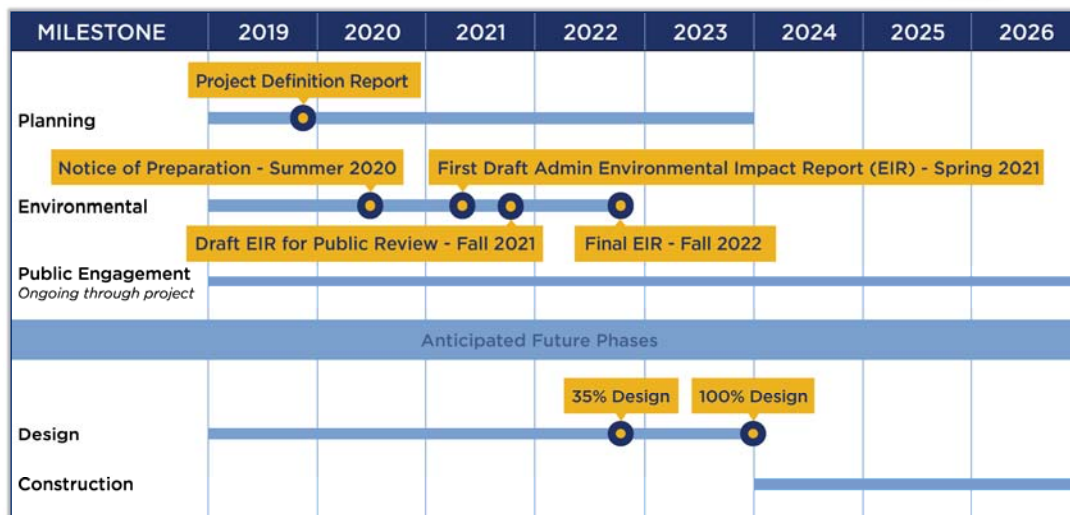 MILESTONE 2019 2020 2021 2022 2023 2024 2025 2026
Project Definition Report
Planning
Notice of Preparation - Summer 2020 First Draft Admin Environmental Impact Report (EIR) - Spring 2021
Environmental
Draft EIR for Public Review - Fall 2021 Final EIR - Fall 2022
Public Engagement
Ongoing through project
Anticipated Future Phases
35% Design 100% Design
Design
Construction